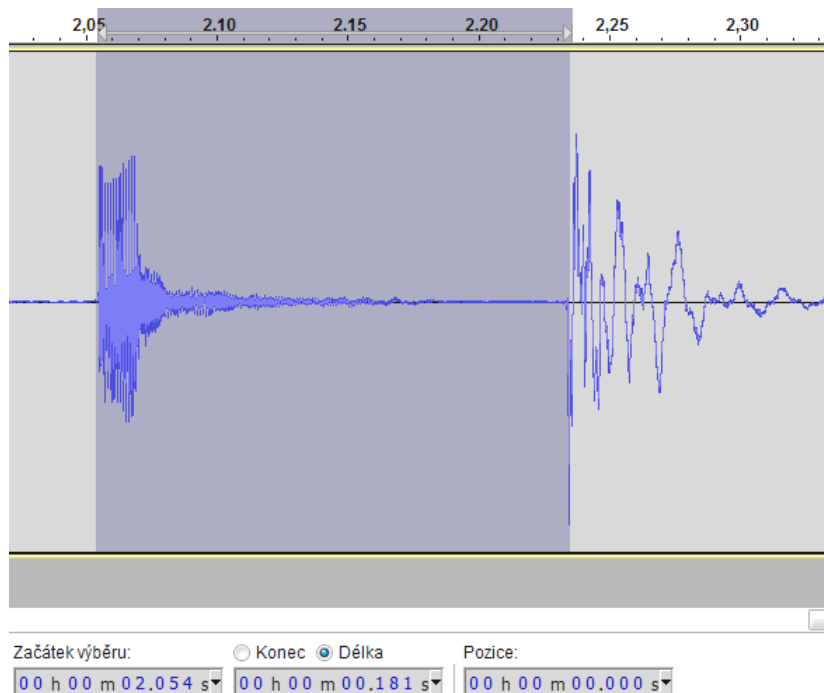 2,05 2,10 2,15 2,20 2,25 2,30
Začátek výběru: Konec Délka Pozice:
00 h 00 m 02.054 s 00 h 00 m 00.181 s 00 h 00 m 00.000 s